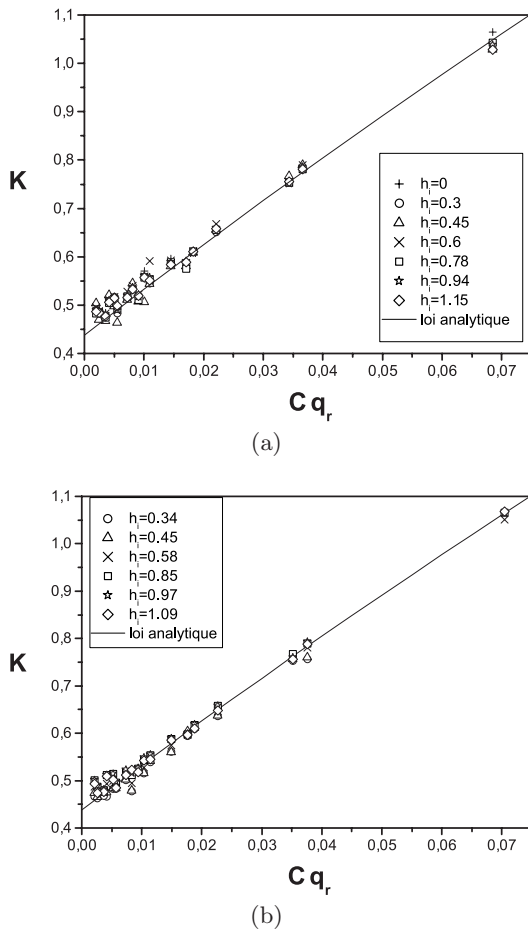 1,1
1,0
0,9
0,8
0,7
0,6
0,5
0,4
K
h_i=0
h_i=0.3
h_i=0.45
h_i=0.6
h_i=0.78
h_i=0.94
h_i=1.15
loi analytique
0,00 0,01 0,02 0,03 0,04 0,05 0,06 0,07
C q_r
(a)
1,1
1,0
0,9
0,8
0,7
0,6
0,5
0,4
K
h_i=0.34
h_i=0.45
h_i=0.58
h_i=0.85
h_i=0.97
h_i=1.09
loi analytique
0,00 0,01 0,02 0,03 0,04 0,05 0,06 0,07
C q_r
(b)